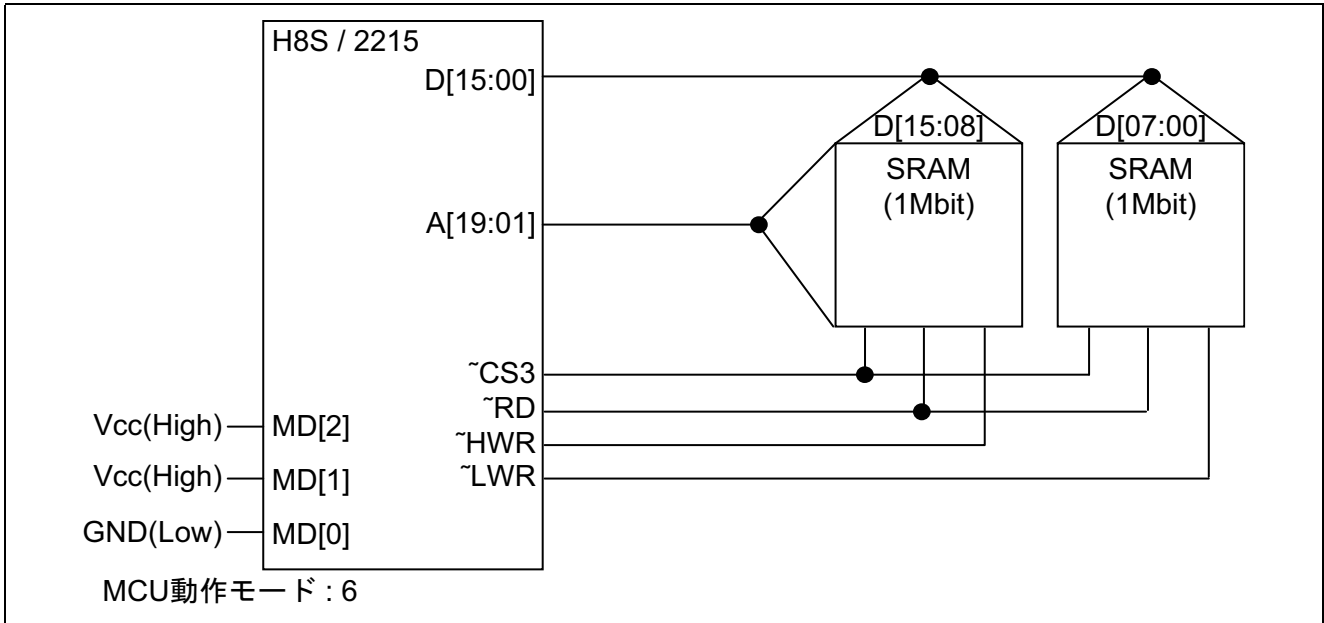 H8S / 2215
D[15:00]
D[15:08]
D[07:00]
SRAM
(1Mbit)
SRAM
(1Mbit)
A[19:01]
~CS3
~RD
~HWR
~LWR
Vcc(High)
MD[2]
Vcc(High)
MD[1]
GND(Low)
MD[0]
MCU動作モード : 6